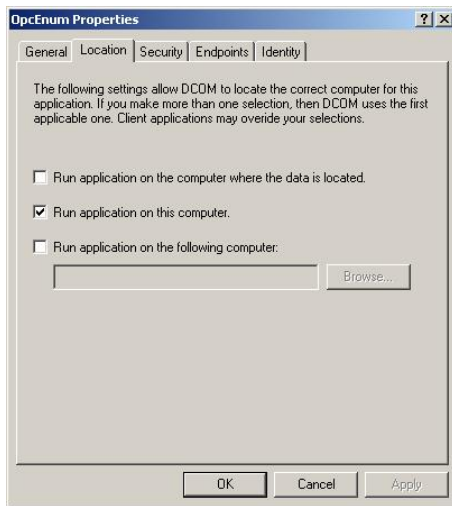 OpcEnum Properties
General Location Security Endpoints Identity
The following settings allow DCOM to locate the correct computer for this
application. If you make more than one selection, then DCOM uses the first
applicable one. Client applications may overide your selections.
Run application on the computer where the data is located.
Run application on this computer.
Run application on the following computer:
Browse...
OK Cancel Apply